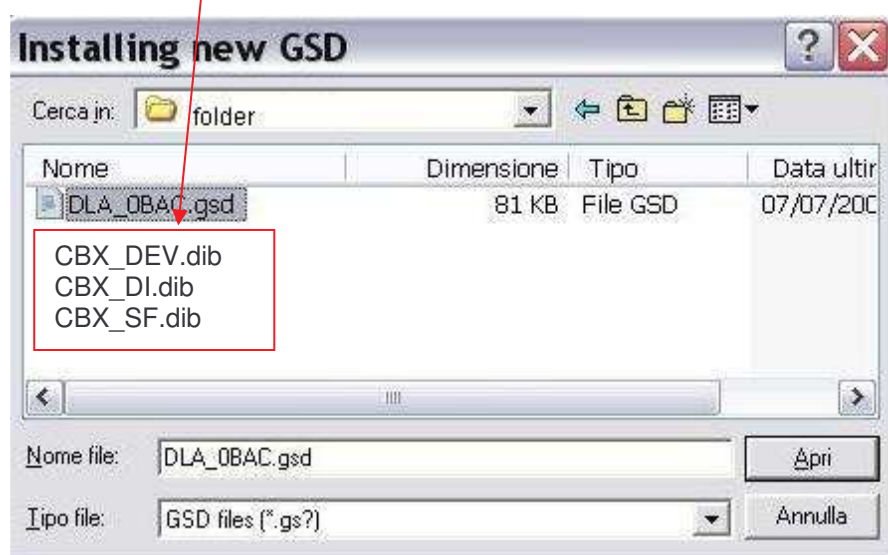 Installing new GSD
Cerca in: folder
Nome Dimensione Tipo Data ultir
DLA_0BAC.gsd 81 KB File GSD 07/07/200
CBX_DEV.dib
CBX_DI.dib
CBX_SF.dib
Nome file: DLA_0BAC.gsd Apri
Tipo file: GSD files (*.gs?) Annulla